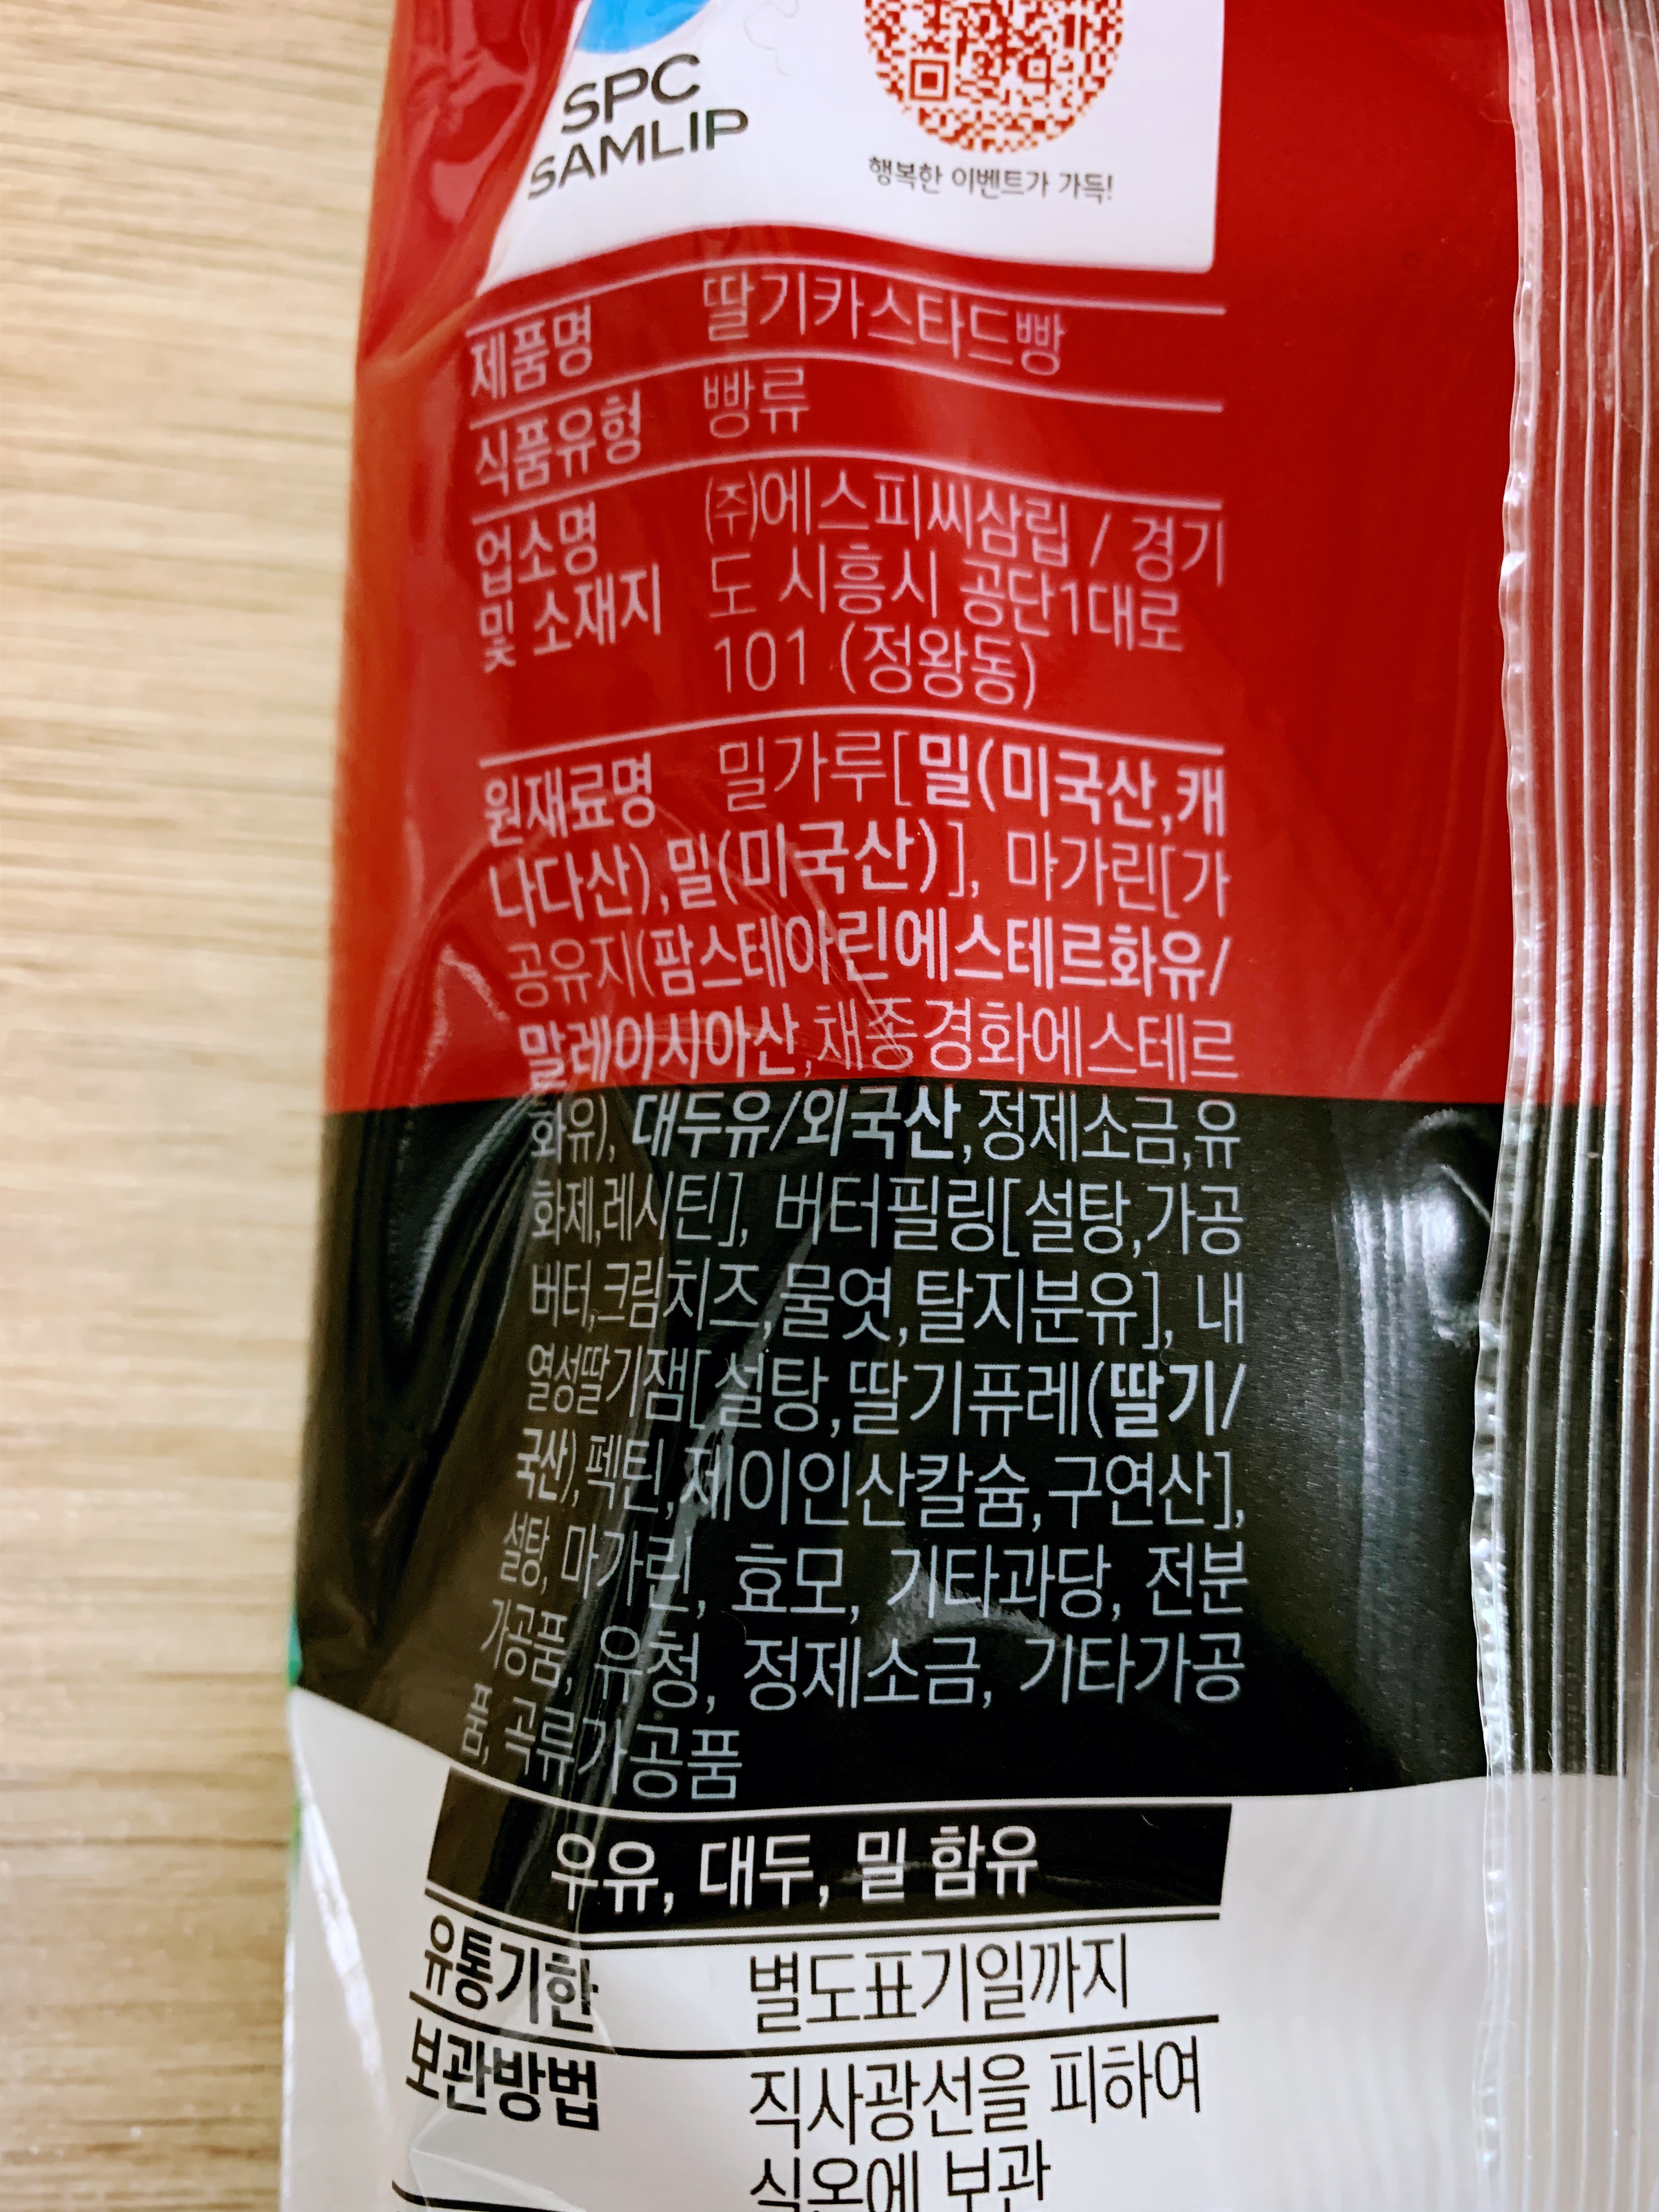 SPC
SAMLIP
행복한 이벤트가 가득!
제품명 딸기카스타드빵
식품유형 빵류
업소명 및 소재지 ㈜에스피씨삼립 / 경기
도 시흥시 공단1대로
101 (정왕동)
원재료명 밀가루[밀(미국산,캐
나다산),밀(미국산)], 마가린[가
공유지(팜스테아린에스테르화유/
말레이시아산,채종경화에스테르
화유), 대두유/외국산,정제소금,유
화제,레시틴], 버터필링[설탕,가공
버터,크림치즈,물엿,탈지분유], 내
열성딸기잼[설탕,딸기퓨레(딸기/
국산),펙틴,제이인산칼슘,구연산],
설탕, 마가린, 효모, 기타과당, 전분
가공품, 유청, 정제소금, 기타가공
품, 곡류가공품
우유, 대두, 밀 함유
유통기한 별도표기일까지
보관방법 직사광선을 피하여
실온에 보관